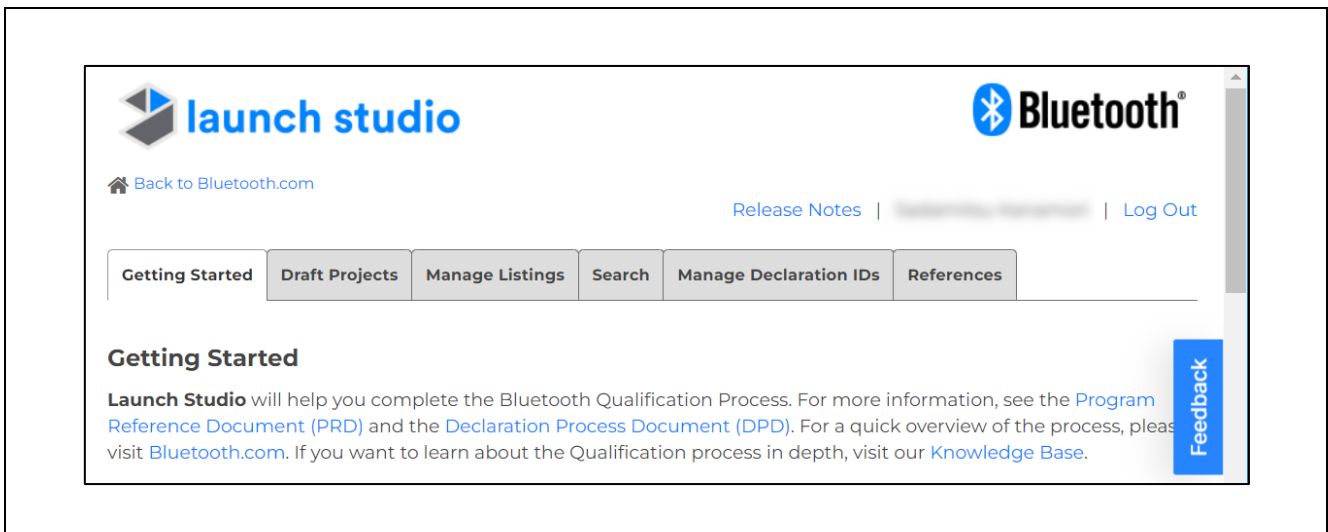 launch studio
Bluetooth®
Back to Bluetooth.com
Release Notes | | Log Out
Getting Started Draft Projects Manage Listings Search Manage Declaration IDs References
Getting Started
Launch Studio will help you complete the Bluetooth Qualification Process. For more information, see the Program
Reference Document (PRD) and the Declaration Process Document (DPD). For a quick overview of the process, pleas
visit Bluetooth.com. If you want to learn about the Qualification process in depth, visit our Knowledge Base.
Feedback